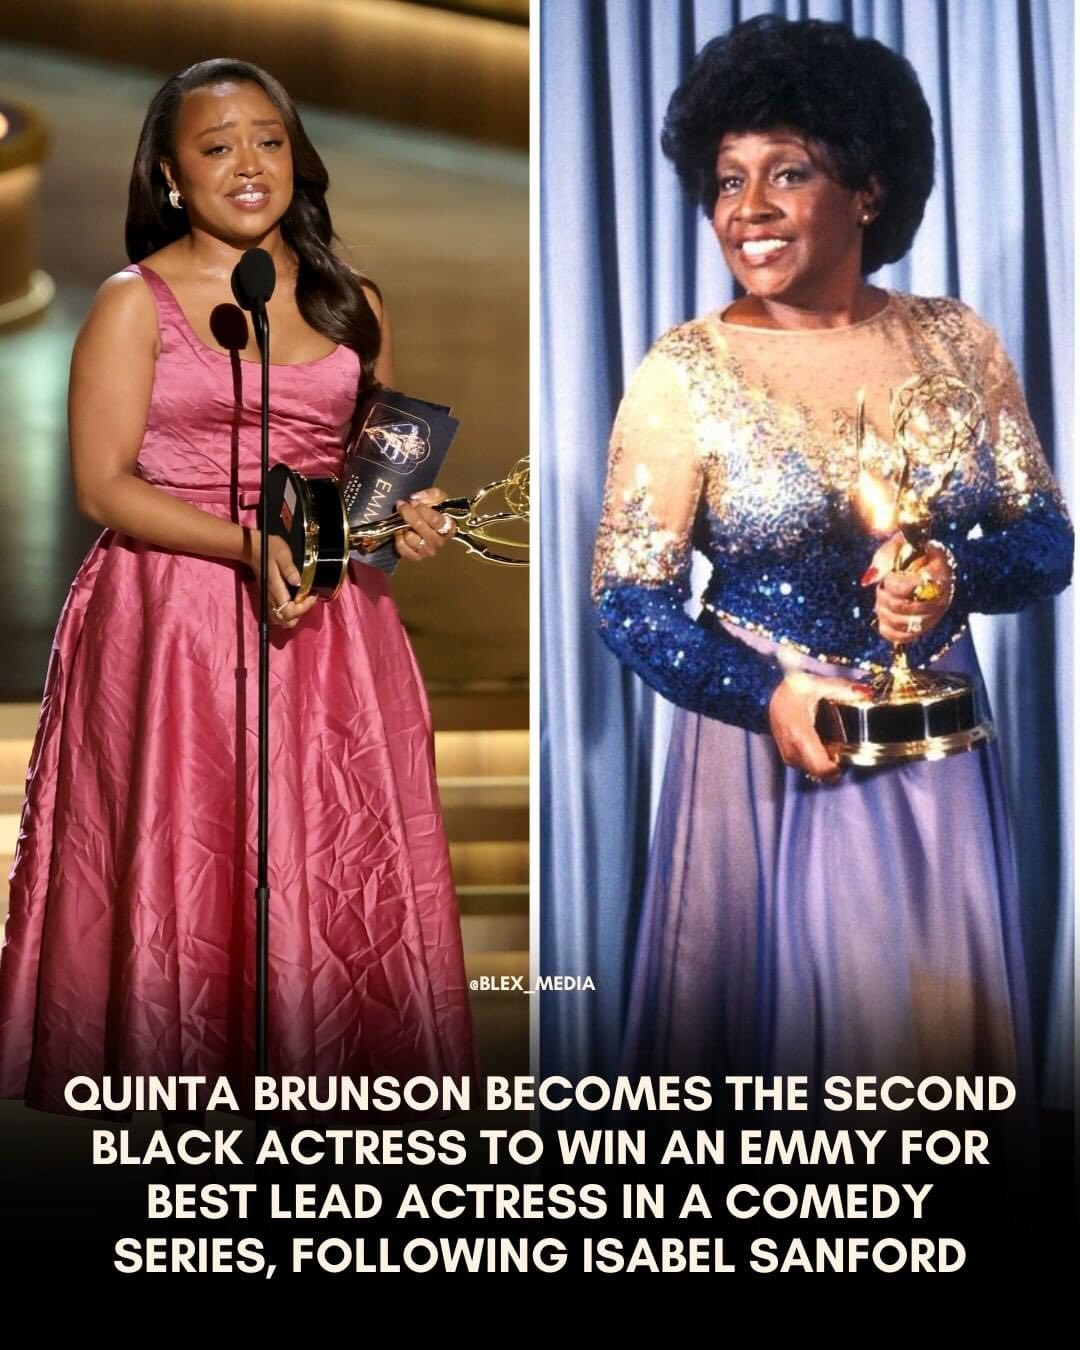 EMMY
@BLEX_MEDIA
QUINTA BRUNSON BECOMES THE SECOND
BLACK ACTRESS TO WIN AN EMMY FOR
BEST LEAD ACTRESS IN A COMEDY
SERIES, FOLLOWING ISABEL SANFORD